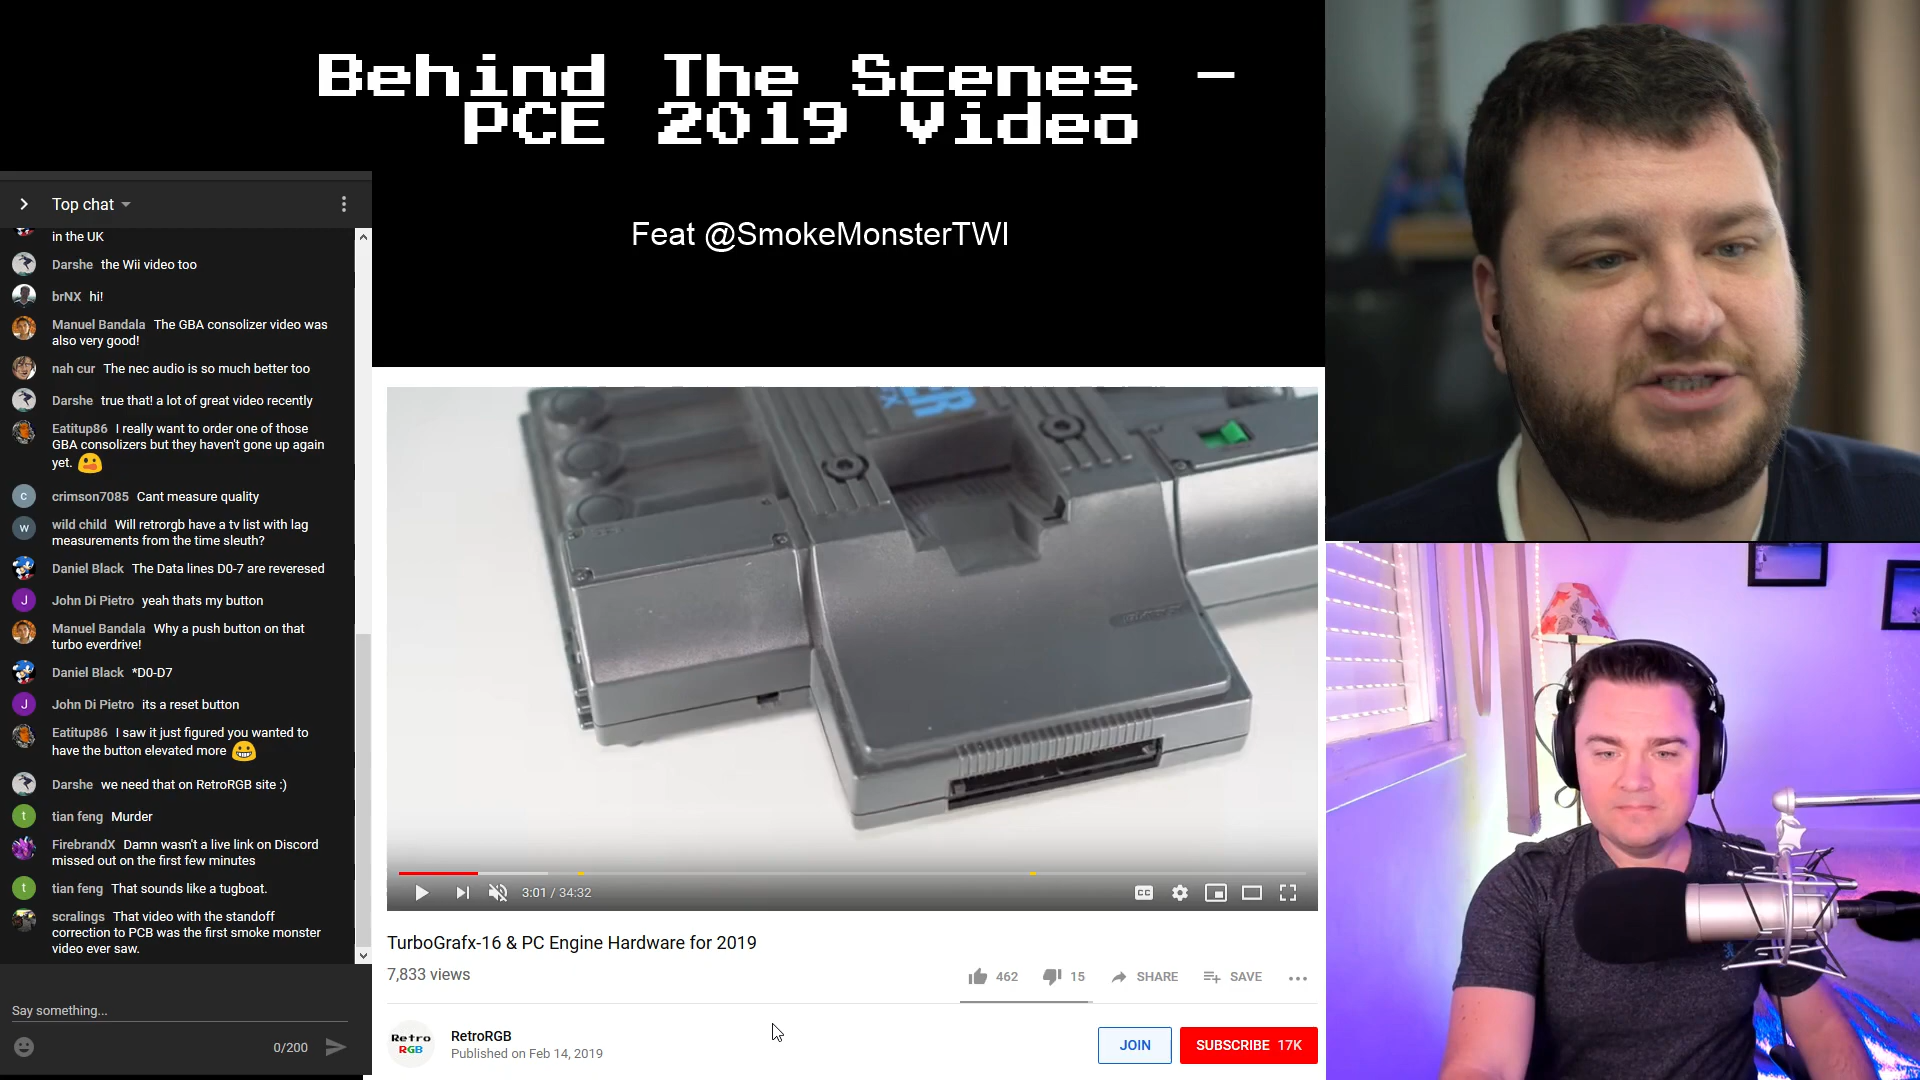 Behind The Scenes -
PCE 2019 Video
Feat @SmokeMonsterTWI
Top chat
in the UK
Darshe the Wii video too
brNX hi!
Manuel Bandala The GBA consolizer video was
also very good!
nah cur The nec audio is so much better too
Darshe true that! a lot of great video recently
Eatitup86 I really want to order one of those
GBA consolizers but they haven't gone up again
yet.
c
crimson7085 Cant measure quality
w
wild child Will retrorgb have a tv list with lag
measurements from the time sleuth?
Daniel Black The Data lines D0-7 are reveresed
J
John Di Pietro yeah thats my button
Manuel Bandala Why a push button on that
turbo everdrive!
Daniel Black *D0-D7
J
John Di Pietro its a reset button
Eatitup86 I saw it just figured you wanted to
have the button elevated more
Darshe we need that on RetroRGB site :)
t
tian feng Murder
FirebrandX Damn wasn't a live link on Discord
missed out on the first few minutes
t
tian feng That sounds like a tugboat.
scralings That video with the standoff
correction to PCB was the first smoke monster
video ever saw.
Say something...
0/200
3:01 / 34:32
CC
TurboGrafx-16 & PC Engine Hardware for 2019
7,833 views
462
15
SHARE
SAVE
Retro
RGB
RetroRGB
Published on Feb 14, 2019
JOIN
SUBSCRIBE 17K